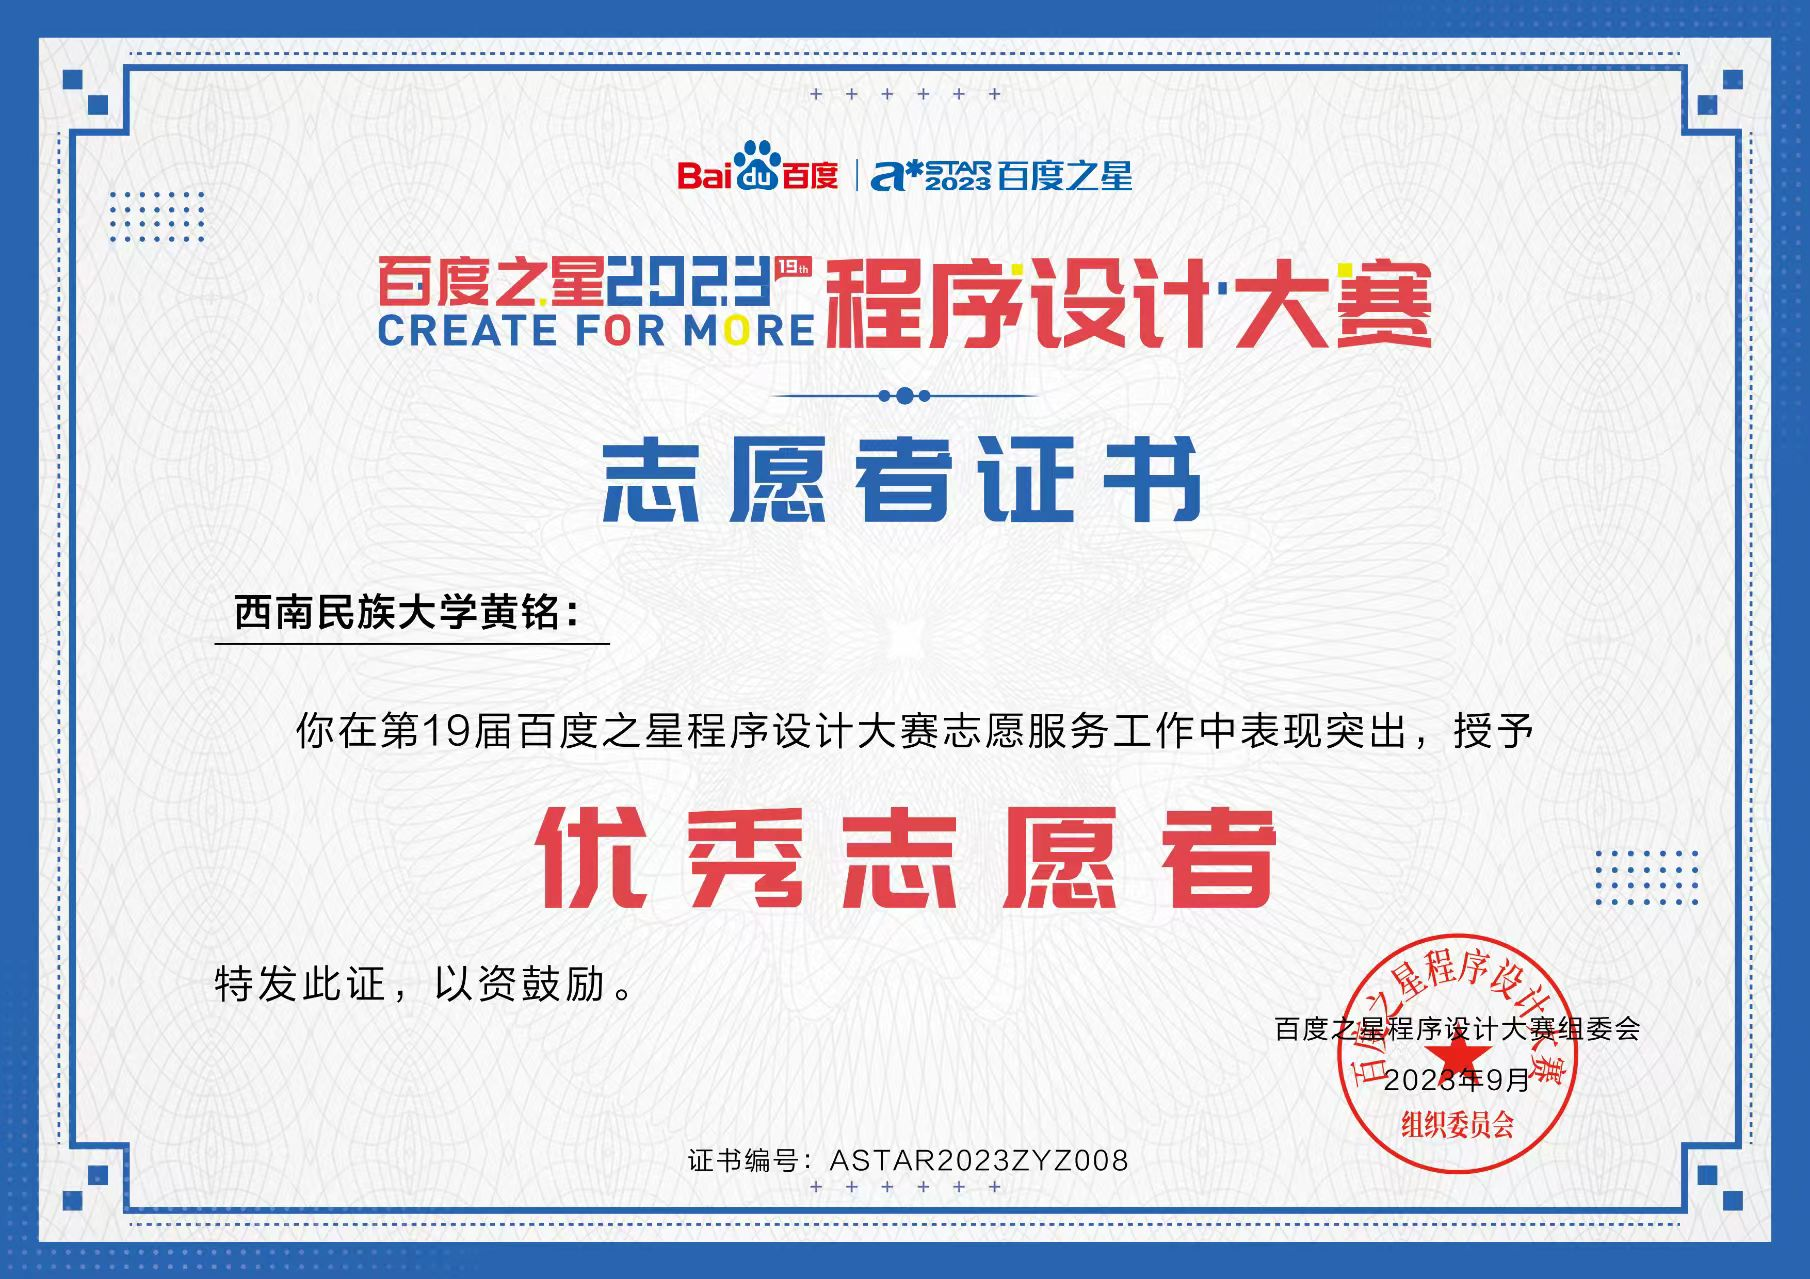 Baidu百度 | a*STAR 2023 百度之星
百度之星2023 19th 程序设计大赛
CREATE FOR MORE
志愿者证书
西南民族大学黄铭：
你在第19届百度之星程序设计大赛志愿服务工作中表现突出，授予
优秀志愿者
特发此证，以资鼓励。
百度之星程序设计大赛
百度之星程序设计大赛组委会
2023年9月
组织委员会
证书编号：ASTAR2023ZYZ008